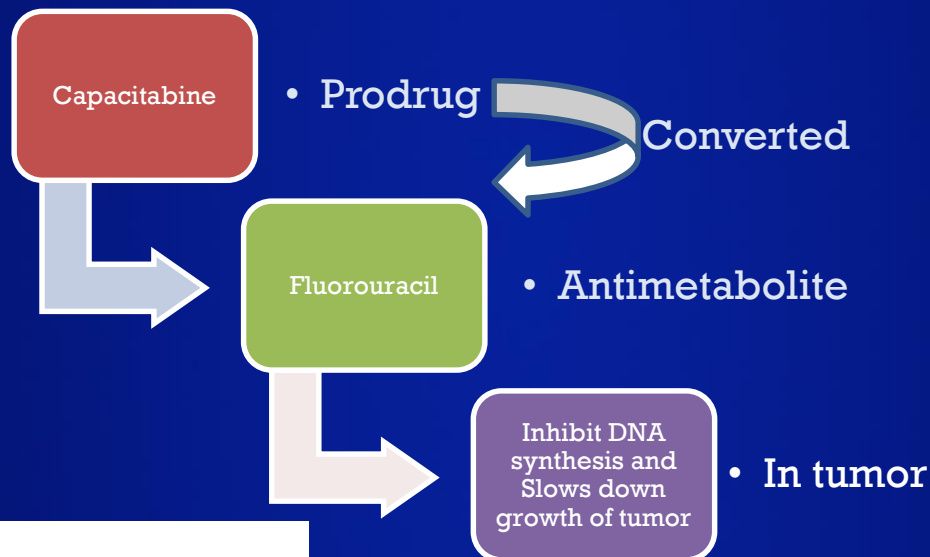 Capacitabine
• Prodrug
Converted
Fluorouracil
• Antimetabolite
Inhibit DNA
synthesis and
Slows down
growth of tumor
• In tumor